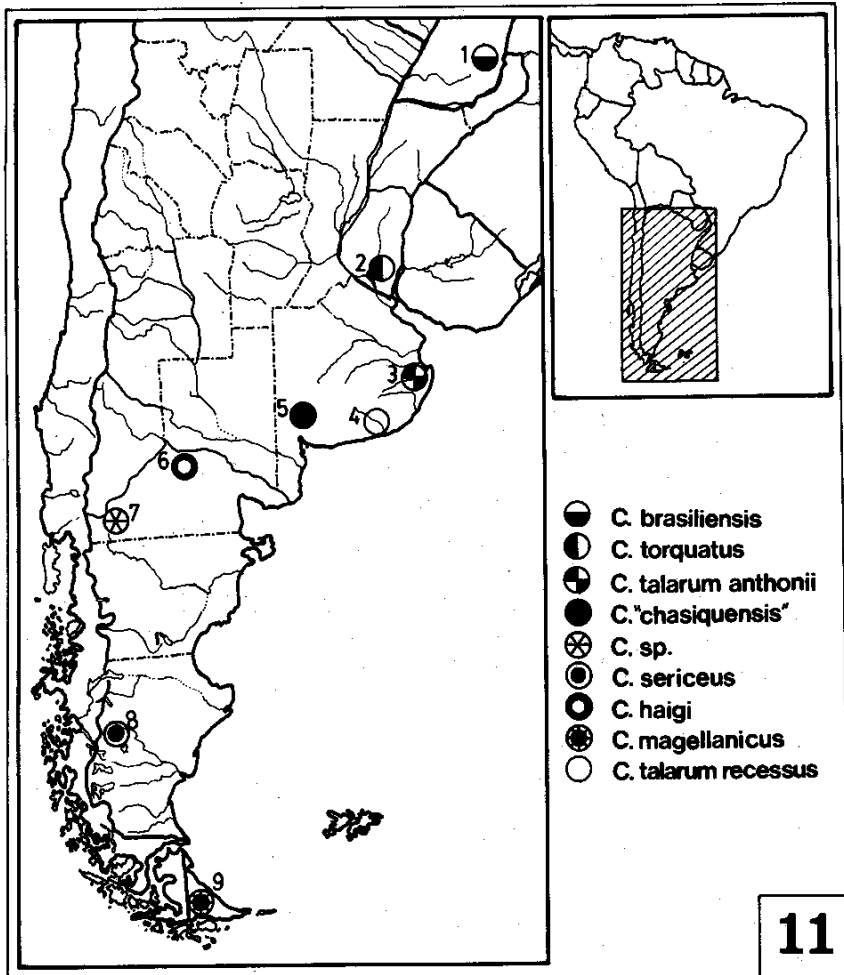 1
2
3
4
5
6
7
8
9
C. brasiliensis
C. torquatus
C. talarum anthonii
C."chasiquensis"
C. sp.
C. sericeus
C. haigi
C. magellanicus
C. talarum recessus
11